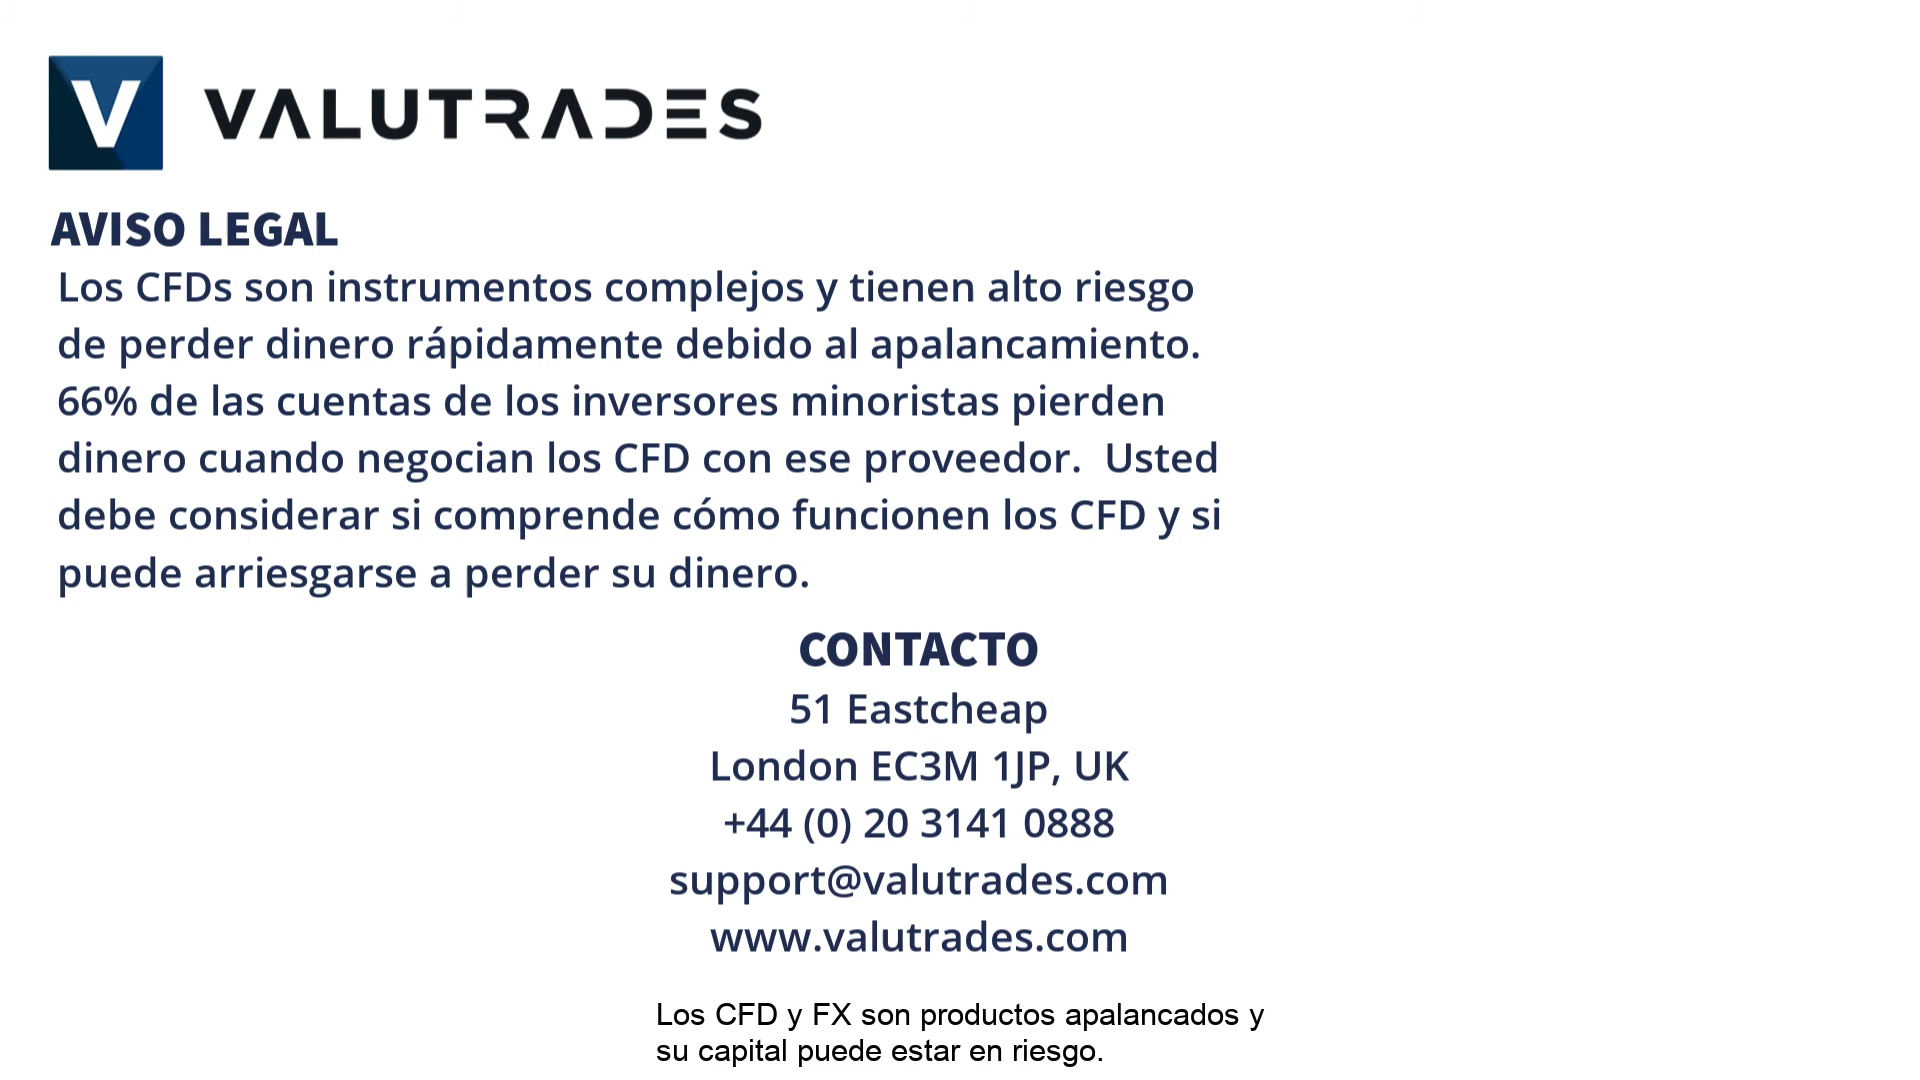 V VALUTRADES
AVISO LEGAL
Los CFDs son instrumentos complejos y tienen alto riesgo
de perder dinero rápidamente debido al apalancamiento.
66% de las cuentas de los inversores minoristas pierden
dinero cuando negocian los CFD con ese proveedor.  Usted
debe considerar si comprende cómo funcionen los CFD y si
puede arriesgarse a perder su dinero.
CONTACTO
51 Eastcheap
London EC3M 1JP, UK
+44 (0) 20 3141 0888
support@valutrades.com
www.valutrades.com
Los CFD y FX son productos apalancados y
su capital puede estar en riesgo.